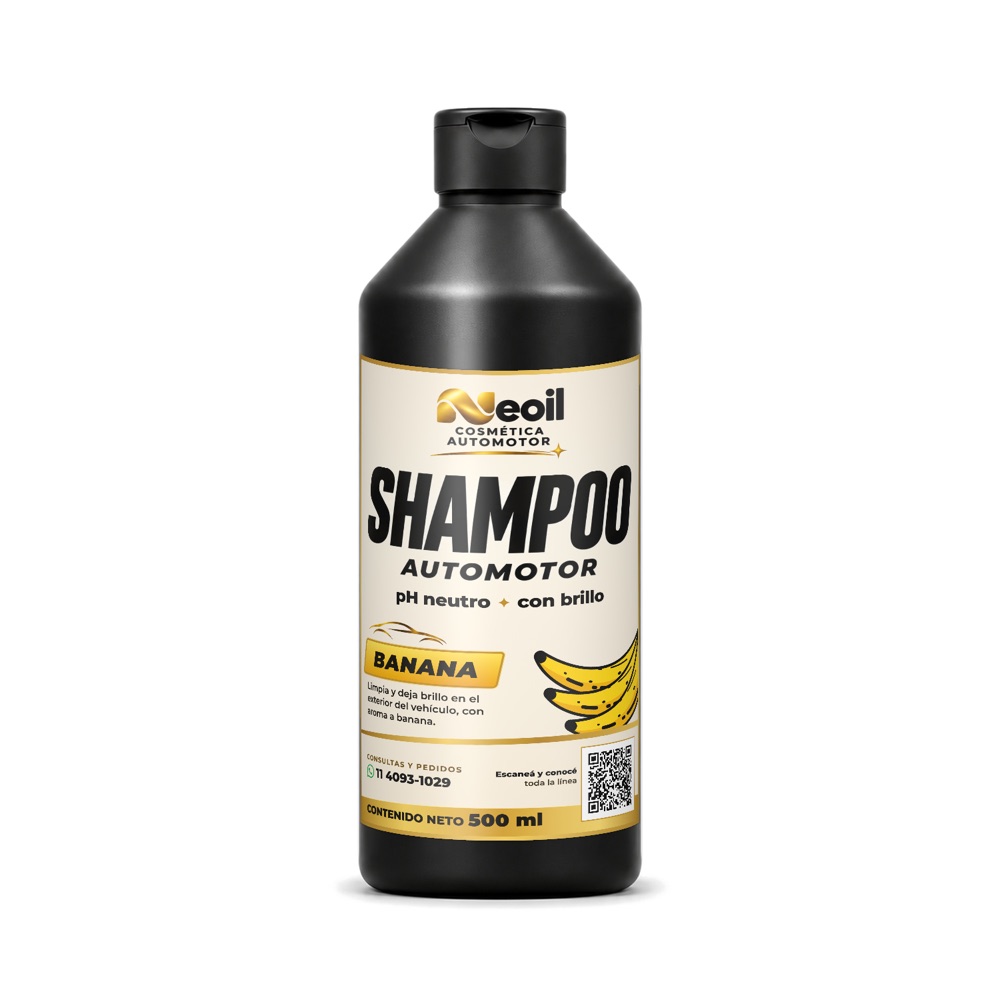 Neoil
COSMÉTICA
AUTOMOTOR
SHAMPOO
AUTOMOTOR
pH neutro ✦ con brillo
BANANA
Limpia y deja brillo en el
exterior del vehículo, con
aroma a banana.
CONSULTAS Y PEDIDOS
11 4093-1029
Escaneá y conocé
toda la línea
CONTENIDO NETO 500 ml